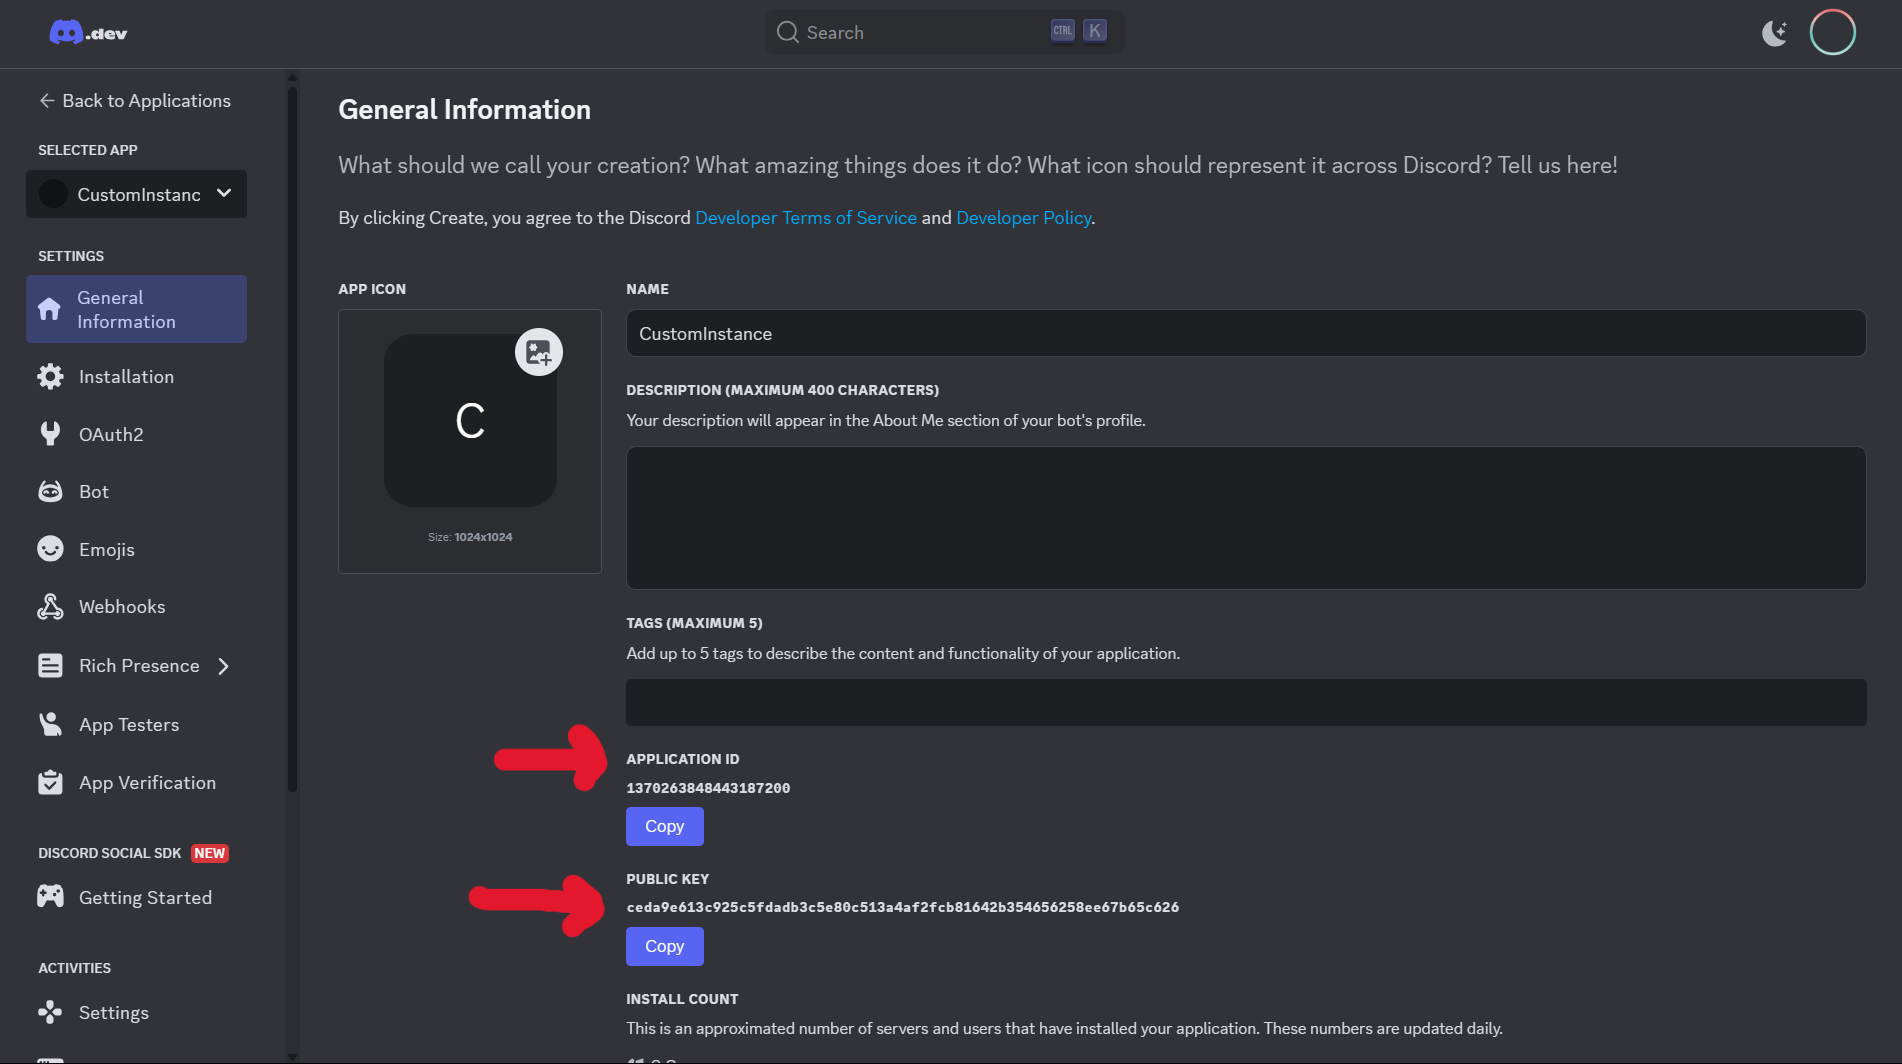 .dev
Search
CTRL K
Back to Applications
SELECTED APP
CustomInstanc
SETTINGS
General
Information
Installation
OAuth2
Bot
Emojis
Webhooks
Rich Presence
App Testers
App Verification
DISCORD SOCIAL SDK NEW
Getting Started
ACTIVITIES
Settings
General Information
What should we call your creation? What amazing things does it do? What icon should represent it across Discord? Tell us here!
By clicking Create, you agree to the Discord Developer Terms of Service and Developer Policy.
APP ICON
C
Size: 1024x1024
NAME
CustomInstance
DESCRIPTION (MAXIMUM 400 CHARACTERS)
Your description will appear in the About Me section of your bot's profile.
TAGS (MAXIMUM 5)
Add up to 5 tags to describe the content and functionality of your application.
APPLICATION ID
1370263848443187200
Copy
PUBLIC KEY
ceda9e613c925c5fdadb3c5e80c513a4af2fcb81642b354656258ee67b65c626
Copy
INSTALL COUNT
This is an approximated number of servers and users that have installed your application. These numbers are updated daily.